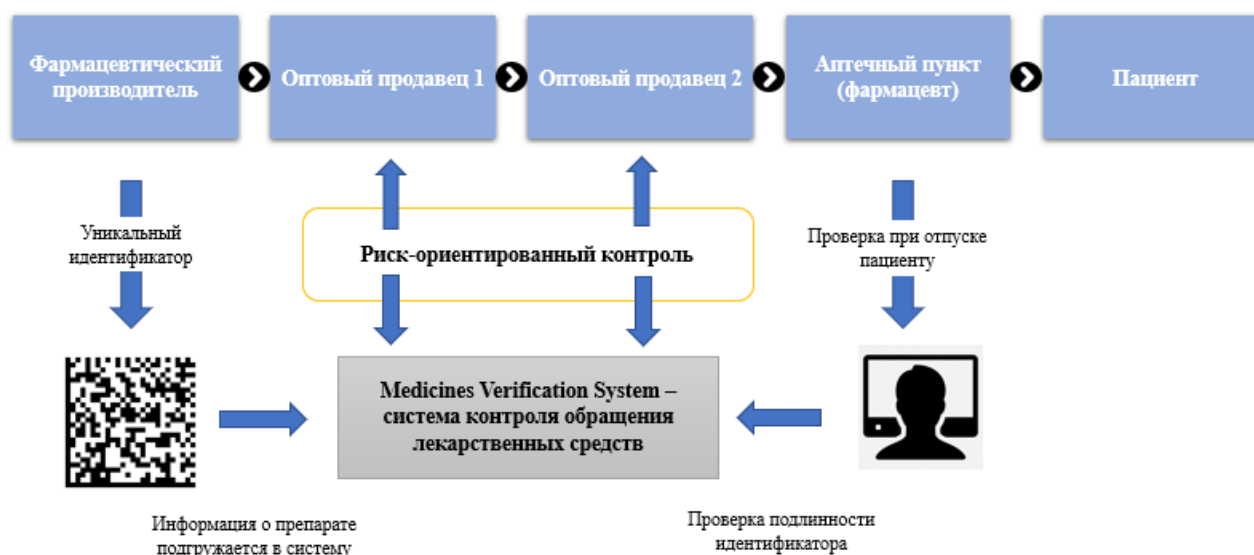 Фармацевтический
производитель
Оптовый продавец 1
Оптовый продавец 2
Аптечный пункт
(фармацевт)
Пациент
Уникальный
идентификатор
Риск-ориентированный контроль
Проверка при отпуске
пациенту
Medicines Verification System –
система контроля обращения
лекарственных средств
Информация о препарате
подгружается в систему
Проверка подлинности
идентификатора